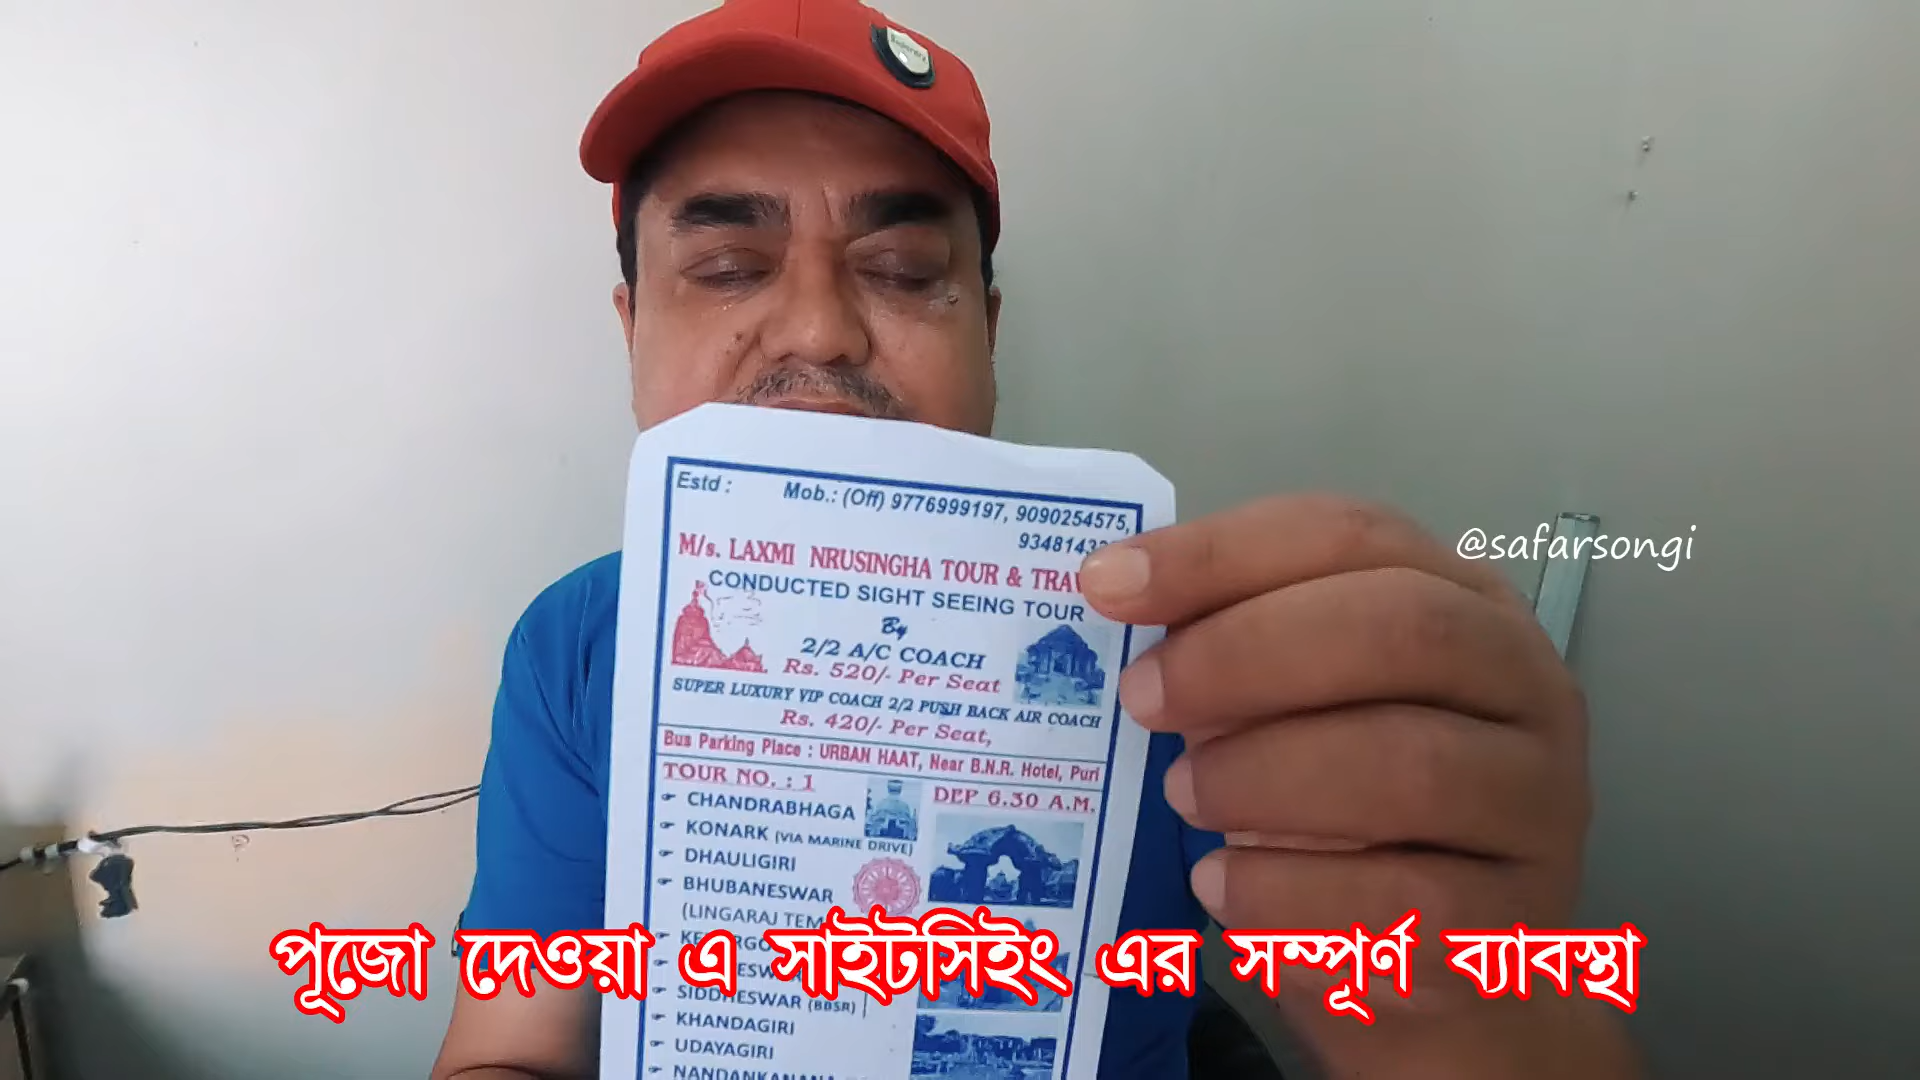 Estd :
Mob.: (Off) 9776999197, 9090254575,
934814
M/s. LAXMI NRUSINGHA TOUR &
CONDUCTED SIGHT SEEING TOUR
By
2/2 A/C COACH
Rs. 520/- Per Seat
SUPER LUXURY VIP COACH 2/2 PUSH BACK AIR COACH
Rs. 420/- Per Seat,
Bus Parking Place : URBAN HAAT, Near B.N.R. Hotel, Puri
TOUR NO. : 1
DEP 6.30 A.M.
CHANDRABHAGA
KONARK (VIA MARINE DRIVE)
DHAULIGIRI
BHUBANESWAR
(LINGARAJ
SIDDHESWAR (BBSR)
KHANDAGIRI
UDAYAGIRI
@safarsongi
পূজো দেওয়া এ সাইটসিইং এর সম্পূর্ণ ব্যাবস্থা